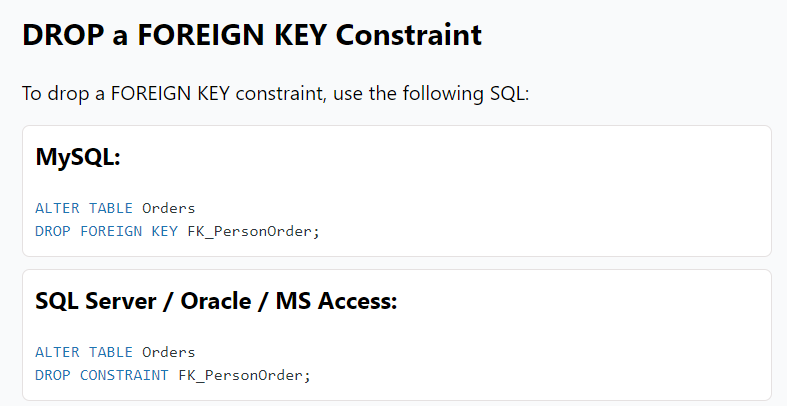 DROP a FOREIGN KEY Constraint
To drop a FOREIGN KEY constraint, use the following SQL:
MySQL:
ALTER TABLE Orders
DROP FOREIGN KEY FK_PersonOrder;
SQL Server / Oracle / MS Access:
ALTER TABLE Orders
DROP CONSTRAINT FK_PersonOrder;